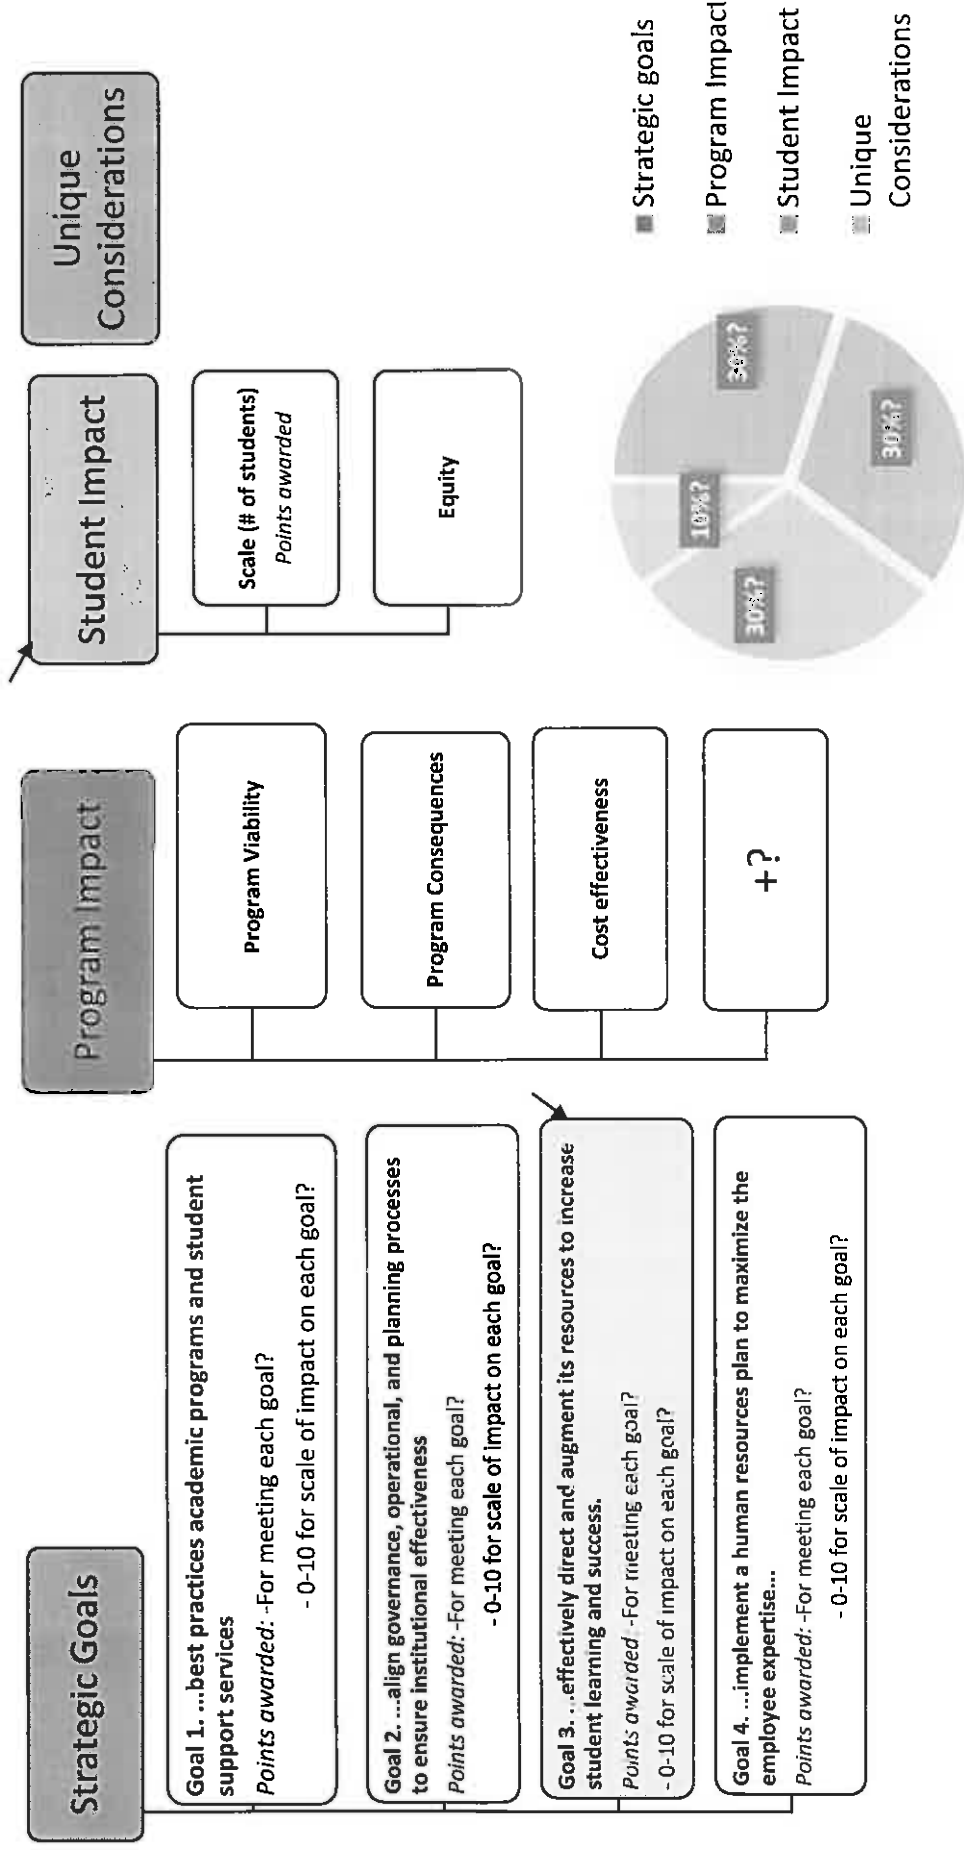 Strategic Goals
Goal 1. ...best practices academic programs and student
support services
Points awarded: -For meeting each goal?
- 0-10 for scale of impact on each goal?
Goal 2. ...align governance, operational, and planning processes
to ensure institutional effectiveness
Points awarded: -For meeting each goal?
- 0-10 for scale of impact on each goal?
Goal 3. ...effectively direct and augment its resources to increase
student learning and success.
Points awarded: -For meeting each goal?
- 0-10 for scale of impact on each goal?
Goal 4. ...implement a human resources plan to maximize the
employee expertise...
Points awarded: -For meeting each goal?
- 0-10 for scale of impact on each goal?
Program Impact
Program Viability
Program Consequences
Cost effectiveness
+?
Student Impact
Scale (# of students)
Points awarded
Equity
Unique
Considerations
30%?
10%?
30%?
30%?
Strategic goals
Program Impact
Student Impact
Unique
Considerations